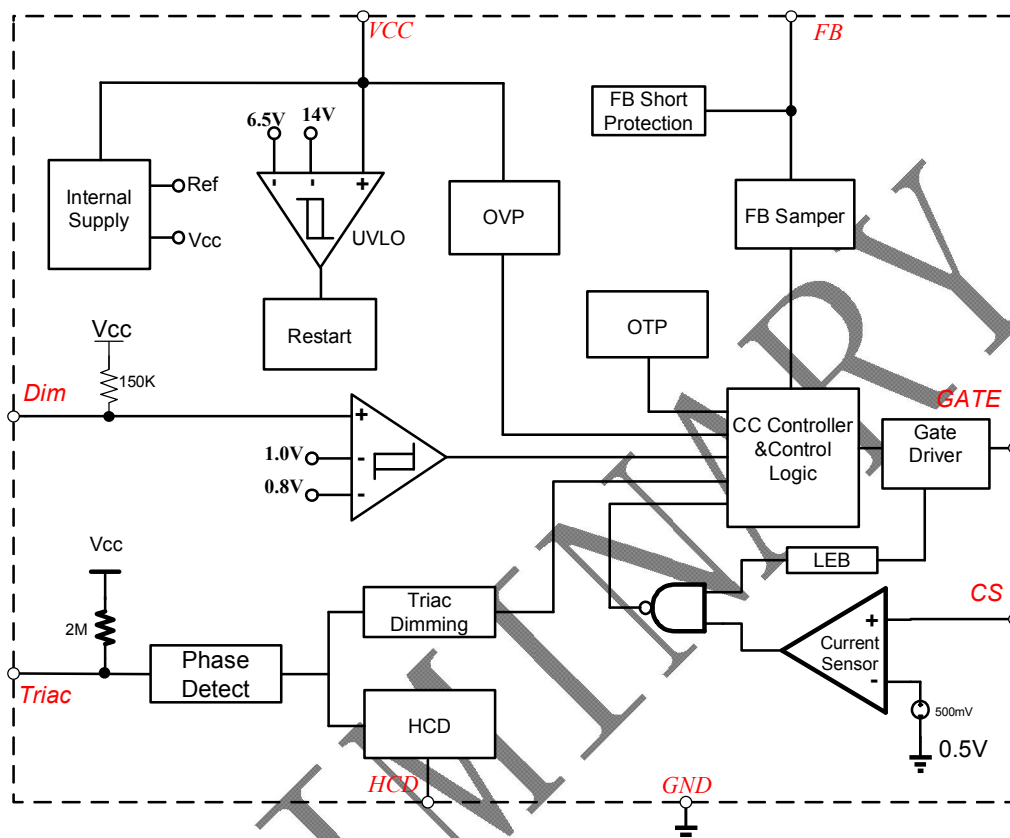 VCC
FB
6.5V
14V
FB Short
Protection
Internal
Supply
Ref
Vcc
-
-
+
UVLO
OVP
FB Samper
Restart
OTP
Vcc
150K
Dim
+
1.0V
-
0.8V
-
CC Controller
&Control
Logic
GATE
Gate
Driver
LEB
Vcc
2M
Triac
Dimming
Phase
Detect
Triac
HCD
HCD
CS
+
Current
Sensor
-
500mV
0.5V
GND